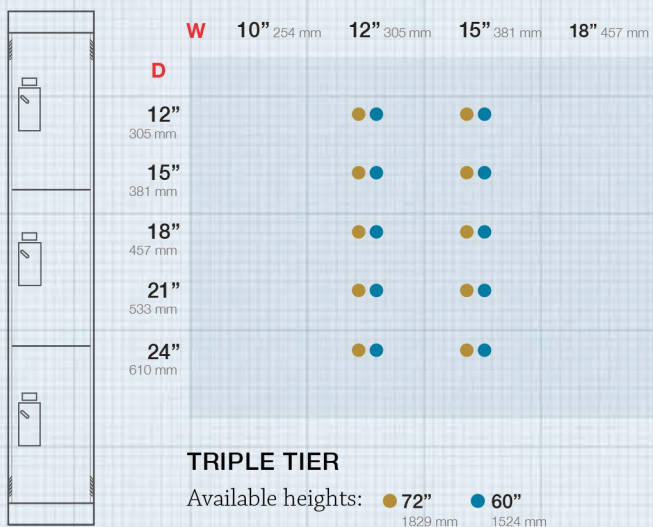 W 10” 254 mm 12” 305 mm 15” 381 mm 18” 457 mm
D
12”
305 mm
15”
381 mm
18”
457 mm
21”
533 mm
24”
610 mm
TRIPLE TIER
Available heights: 72” 60”
1829 mm 1524 mm